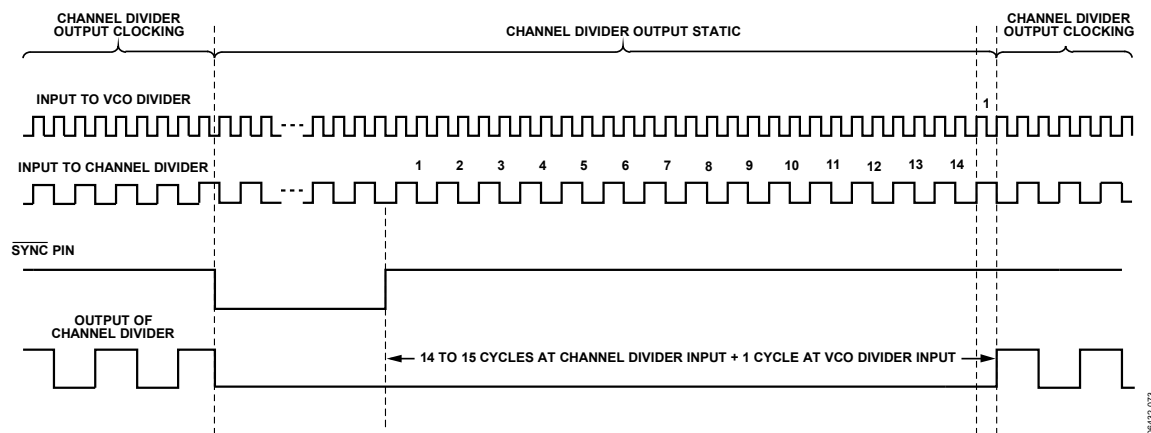 CHANNEL DIVIDER
OUTPUT CLOCKING
CHANNEL DIVIDER OUTPUT STATIC
CHANNEL DIVIDER
OUTPUT CLOCKING
INPUT TO VCO DIVIDER
1
INPUT TO CHANNEL DIVIDER
1 2 3 4 5 6 7 8 9 10 11 12 13 14
SYNC PIN
OUTPUT OF
CHANNEL DIVIDER
14 TO 15 CYCLES AT CHANNEL DIVIDER INPUT + 1 CYCLE AT VCO DIVIDER INPUT
06432-073